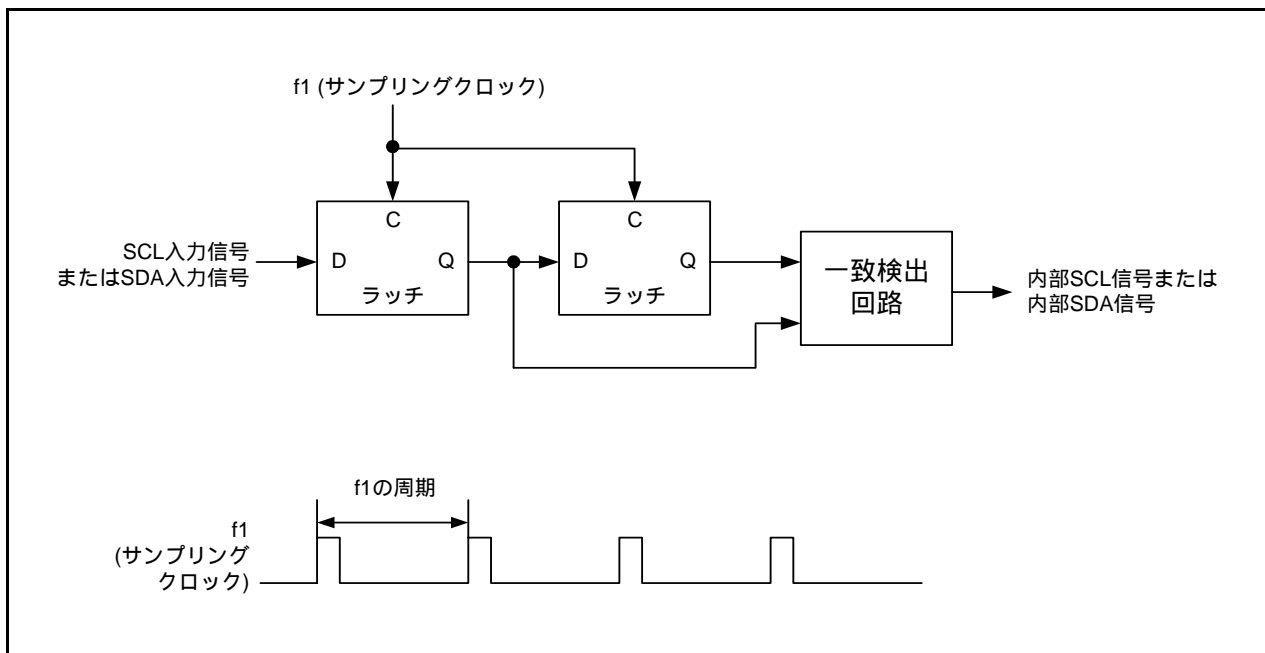 f1 (サンプリングクロック)
C
C
SCL入力信号
またはSDA入力信号
D
Q
ラッチ
D
Q
ラッチ
一致検出
回路
内部SCL信号または
内部SDA信号
f1の周期
f1
(サンプリング
クロック)